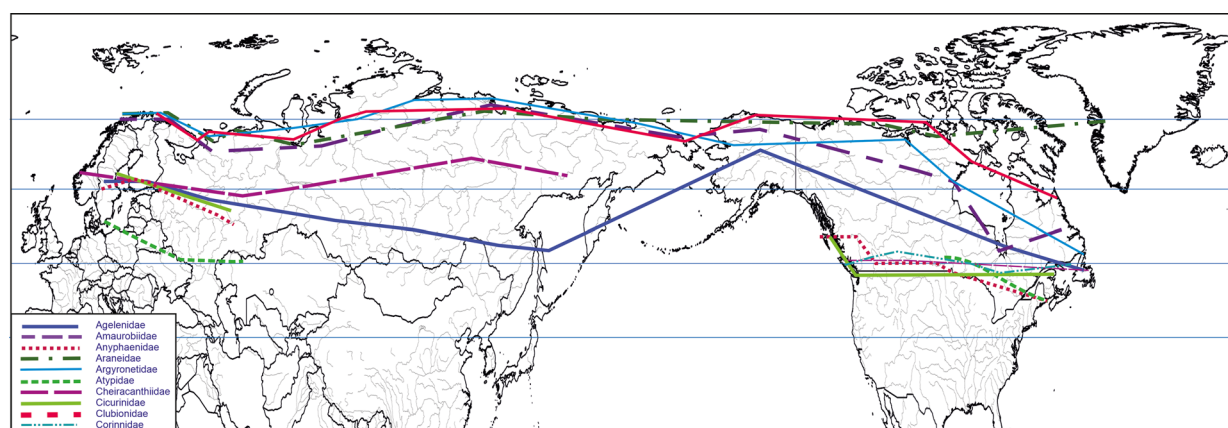 Agelenidae
Amaurobiidae
Anyphaenidae
Araneidae
Argyronetidae
Atypidae
Cheiracanthiidae
Cicurinidae
Clubionidae
Corinnidae